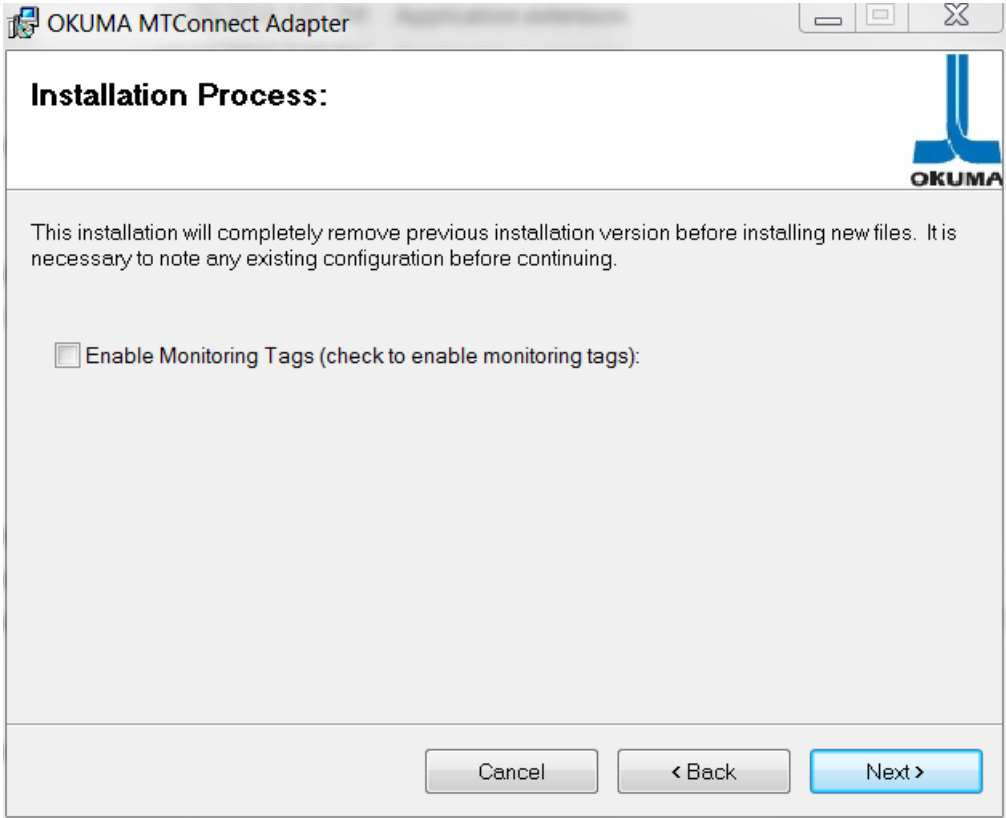 OKUMA MTConnect Adapter
Installation Process:
OKUMA
This installation will completely remove previous installation version before installing new files. It is
necessary to note any existing configuration before continuing.
Enable Monitoring Tags (check to enable monitoring tags):
Cancel
< Back
Next >